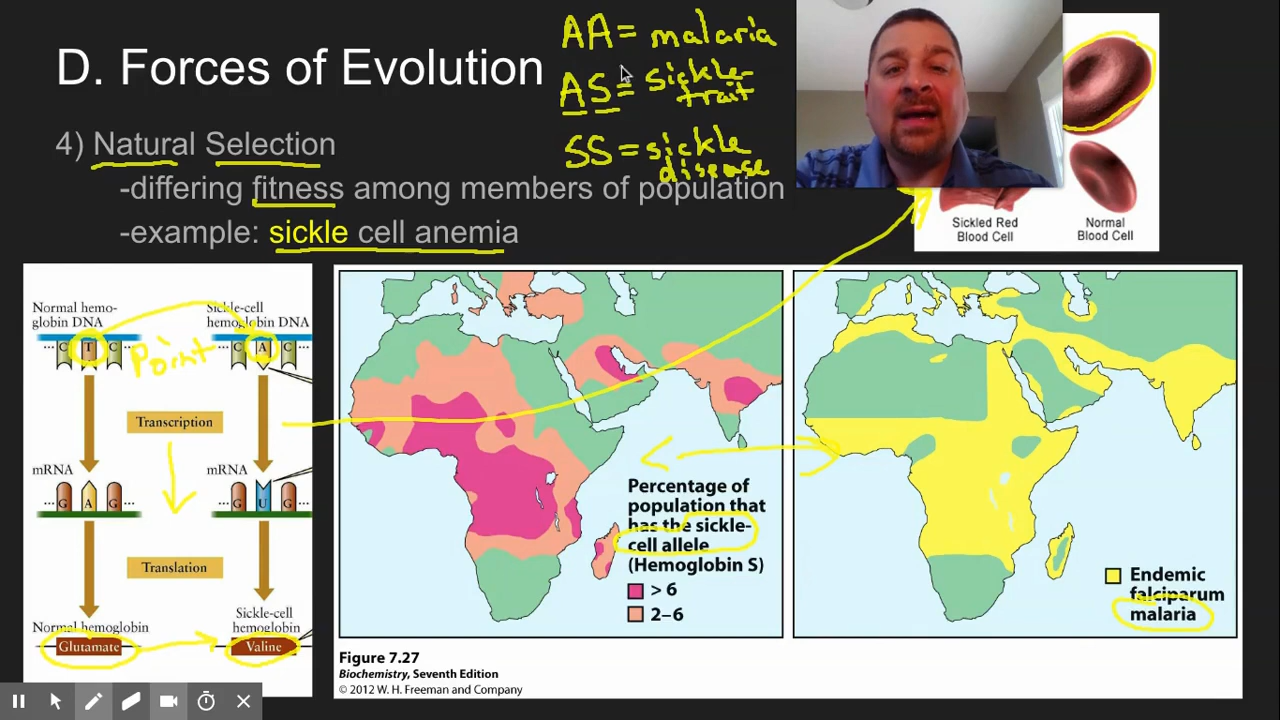 D. Forces of Evolution
AA = malaria
AS = sickle-
trait
SS = sickle
disease
4) Natural Selection
-differing fitness among members of population
-example: sickle cell anemia
Sickled Red
Blood Cell
Normal
Blood Cell
Normal hemo-
globin DNA
Sickle-cell
hemoglobin DNA
C T C
C A C
Point
Transcription
mRNA
mRNA
G A G
G U G
Translation
Normal hemoglobin
Sickle-cell
hemoglobin
Glutamate
Valine
Percentage of
population that
has the sickle-
cell allele
(Hemoglobin S)
> 6
2–6
Endemic
falciparum
malaria
Figure 7.27
Biochemistry, Seventh Edition
© 2012 W. H. Freeman and Company